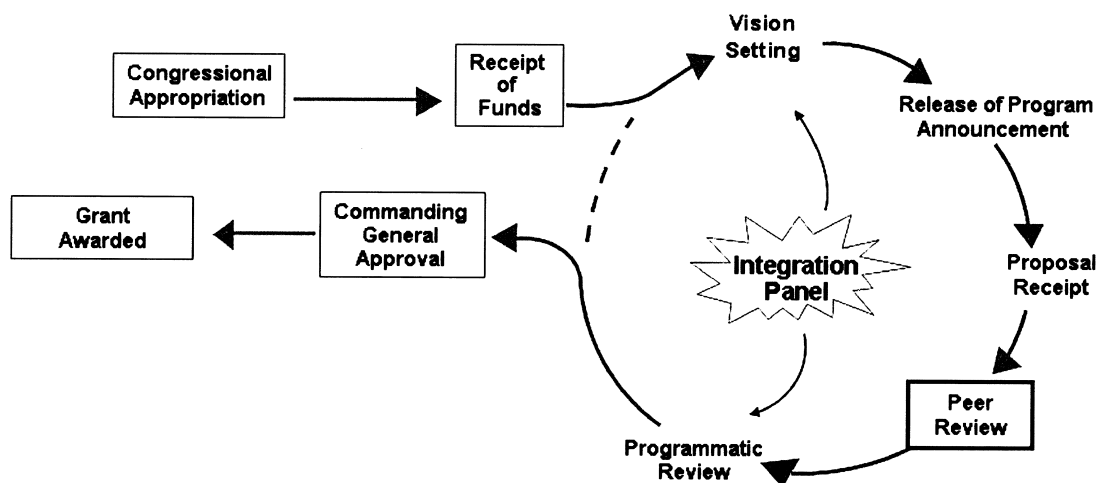 Congressional
Appropriation
Receipt
of
Funds
Vision
Setting
Release of Program
Announcement
Proposal
Receipt
Peer
Review
Programmatic
Review
Integration
Panel
Commanding
General
Approval
Grant
Awarded